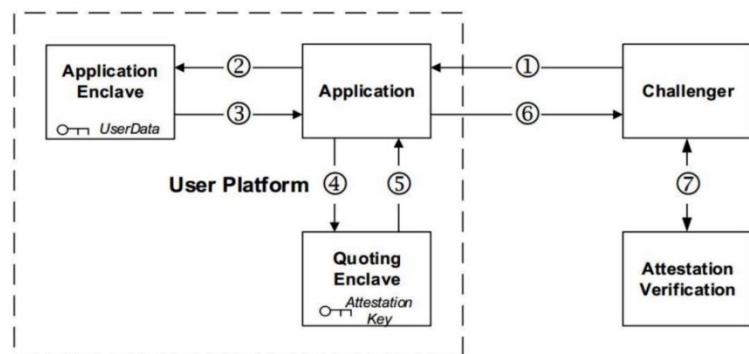 Application
Enclave
UserData
②
③
Application
①
⑥
Challenger
User Platform
④
⑤
⑦
Quoting
Enclave
Attestation
Key
Attestation
Verification